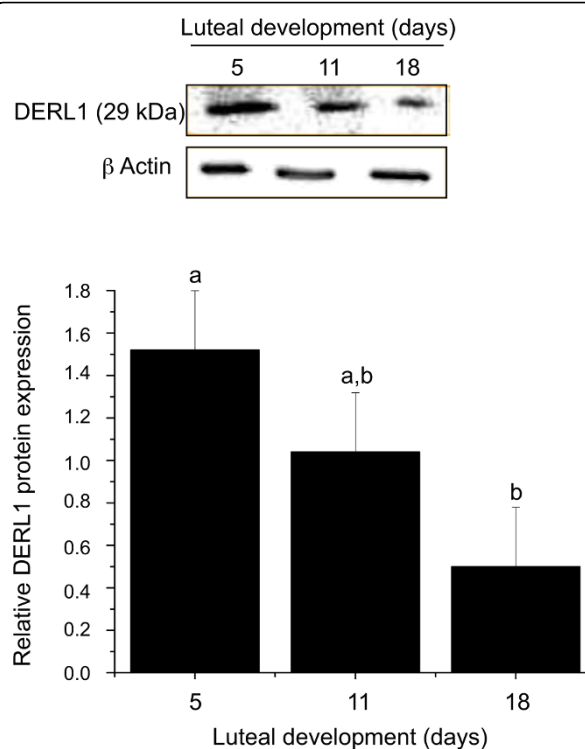 Luteal development (days)
5 11 18
DERL1 (29 kDa)
β Actin
a
a,b
b
1.8
1.6
1.4
1.2
1.0
0.8
0.6
0.4
0.2
0.0
Relative DERL1 protein expression
5 11 18
Luteal development (days)